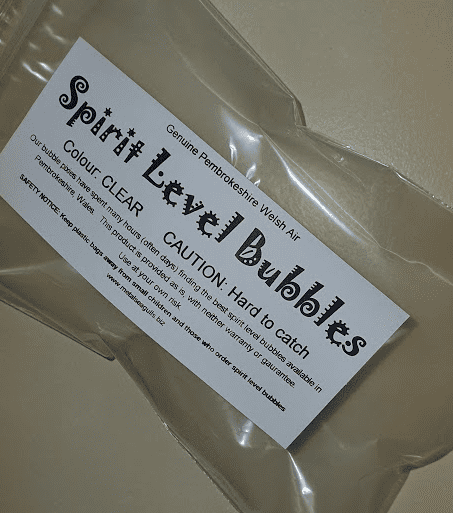 Genuine Pembrokeshire Welsh Air
Spirit Level Bubbles
Colour: CLEAR CAUTION: Hard to catch
Our bubble pixies have spent many hours (often days) finding the best spirit level bubbles available in
Pembrokeshire, Wales. This product is provided as is, with neither warranty or gaurantee.
Use at your own risk.
SAFETY NOTICE: Keep plastic bags away from small children and those who order spirit level bubbles
www.metalseagulls.biz